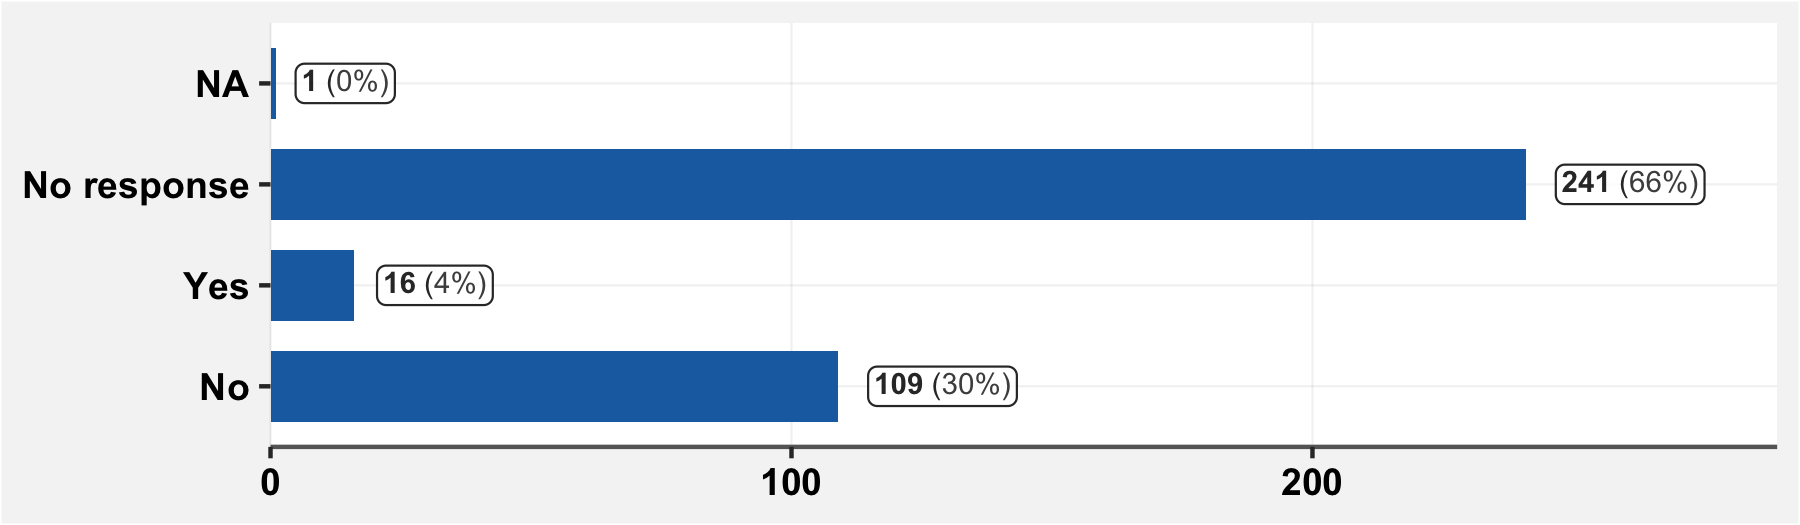 NA 1 (0%)
No response 241 (66%)
Yes 16 (4%)
No 109 (30%)
0 100 200